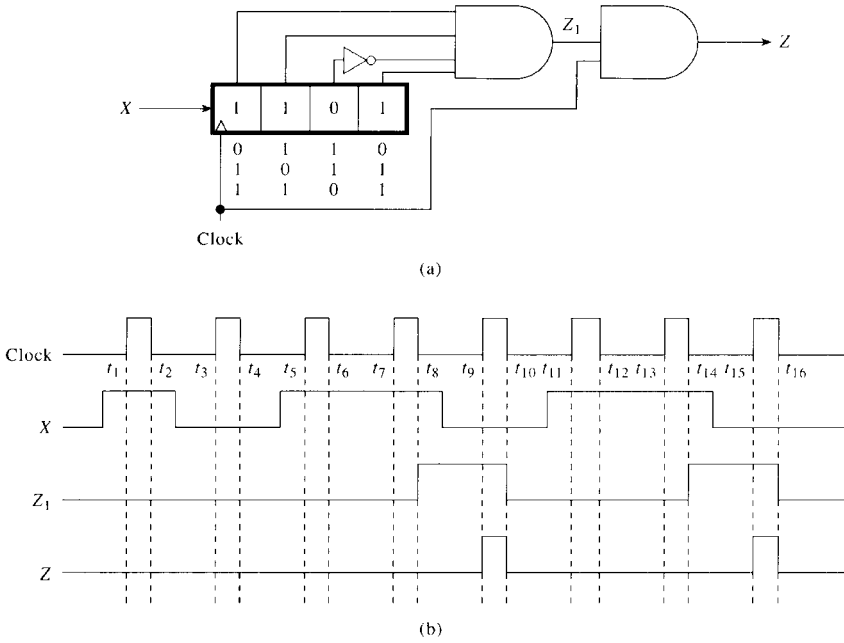 Z₁
Z
X
1 1 0 1
0 1 1 0
1 0 1 1
1 1 0 1
Clock
(a)
Clock
t₁ t₂ t₃ t₄ t₅ t₆ t₇ t₈ t₉ t₁₀ t₁₁ t₁₂ t₁₃ t₁₄ t₁₅ t₁₆
X
Z₁
Z
(b)